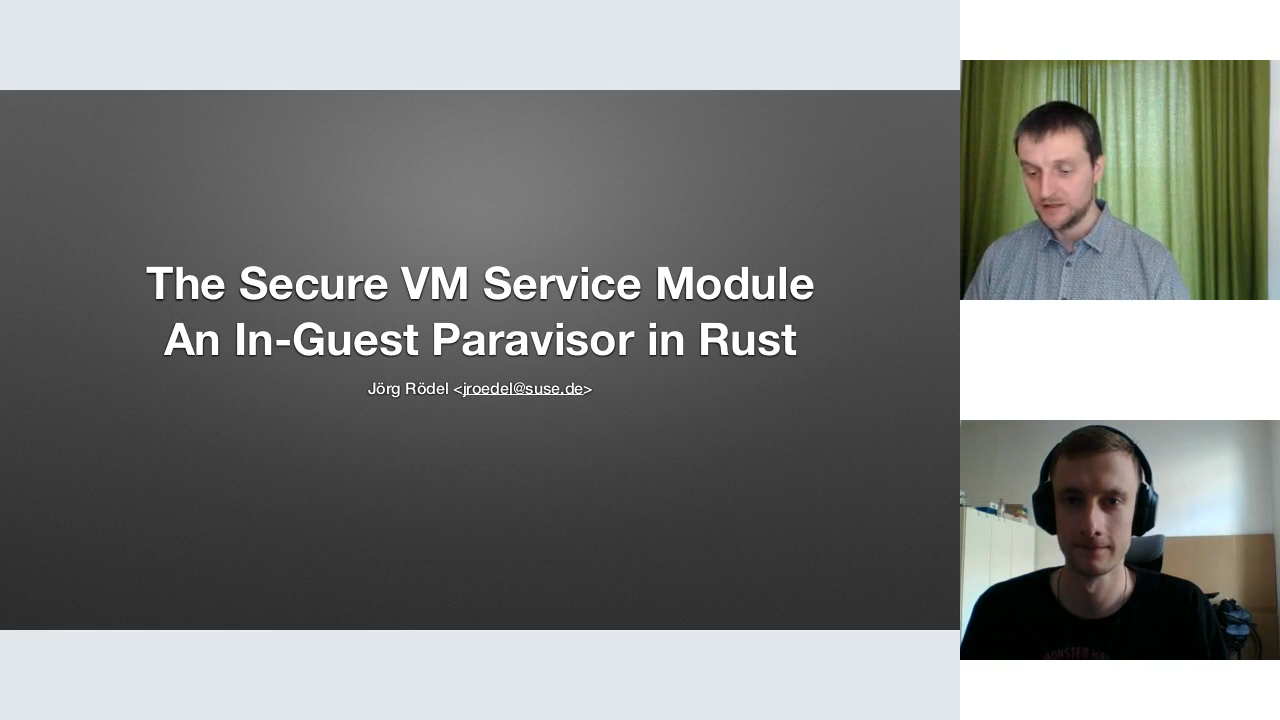 The Secure VM Service Module
An In-Guest Paravisor in Rust
Jörg Rödel <jroedel@suse.de>